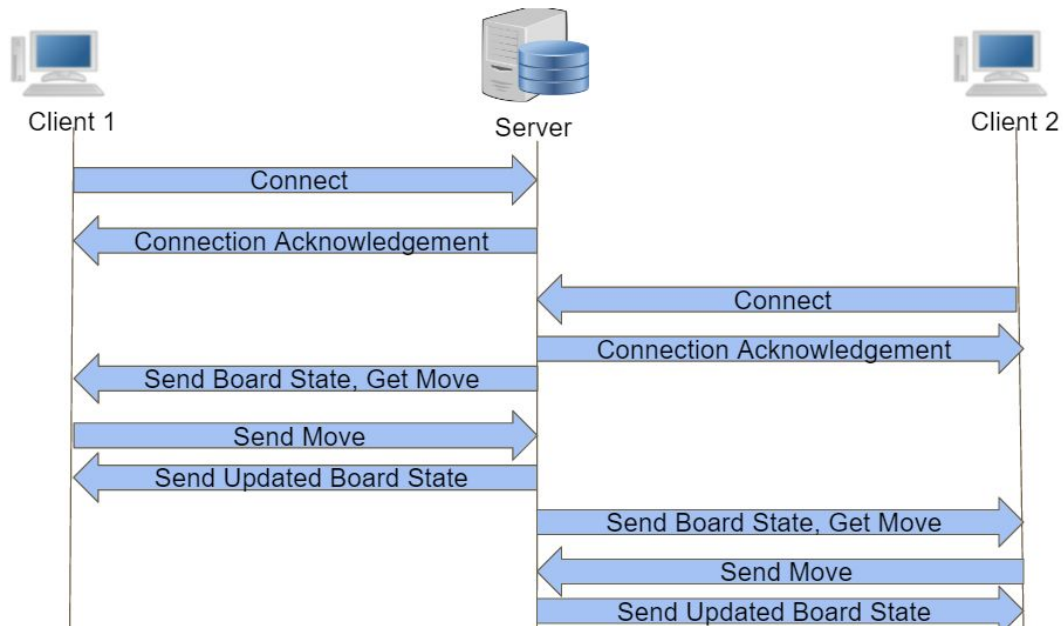 Client 1
Server
Client 2
Connect
Connection Acknowledgement
Connect
Connection Acknowledgement
Send Board State, Get Move
Send Move
Send Updated Board State
Send Board State, Get Move
Send Move
Send Updated Board State